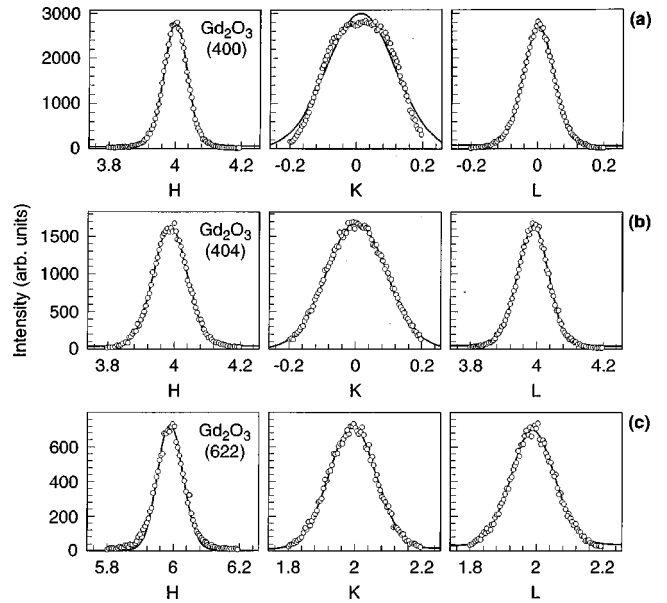 (a)
3000
2000
1000
0
Gd₂O₃
(400)
3.8 4 4.2
H
-0.2 0 0.2
K
-0.2 0 0.2
L
(b)
Intensity (arb. units)
1500
1000
500
0
Gd₂O₃
(404)
3.8 4 4.2
H
-0.2 0 0.2
K
3.8 4 4.2
L
(c)
600
400
200
0
Gd₂O₃
(622)
5.8 6 6.2
H
1.8 2 2.2
K
1.8 2 2.2
L